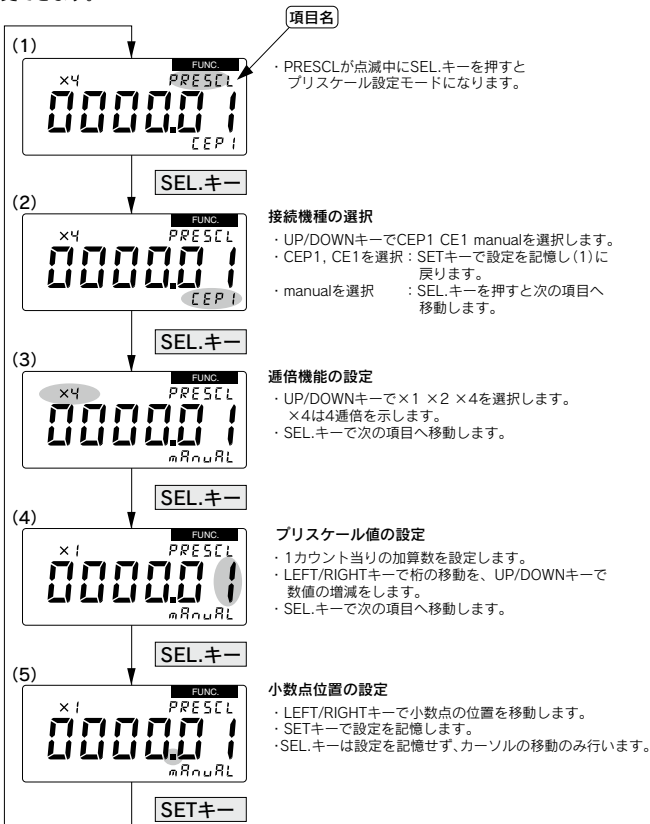 項目名
(1)
FUNC.
×4 PRESCL
0000.01
CEP1
・PRESCLが点滅中にSEL.キーを押すと
プリスケール設定モードになります。
SEL.キー
(2)
FUNC.
×4 PRESCL
0000.01
CEP1
接続機種の選択
・UP/DOWNキーでCEP1 CE1 manualを選択します。
・CEP1, CE1を選択：SETキーで設定を記憶し(1)に
戻ります。
・manualを選択　：SEL.キーを押すと次の項目へ
移動します。
SEL.キー
(3)
FUNC.
×4 PRESCL
0000.01
mAnuAL
逓倍機能の設定
・UP/DOWNキーで×1 ×2 ×4を選択します。
×4は4逓倍を示します。
・SEL.キーで次の項目へ移動します。
SEL.キー
(4)
FUNC.
×1 PRESCL
0000.01
mAnuAL
プリスケール値の設定
・1カウント当りの加算数を設定します。
・LEFT/RIGHTキーで桁の移動を、UP/DOWNキーで
数値の増減をします。
・SEL.キーで次の項目へ移動します。
SEL.キー
(5)
FUNC.
×1 PRESCL
0000.01
mAnuAL
小数点位置の設定
・LEFT/RIGHTキーで小数点の位置を移動します。
・SETキーで設定を記憶します。
・SEL.キーは設定を記憶せず、カーソルの移動のみ行います。
SETキー